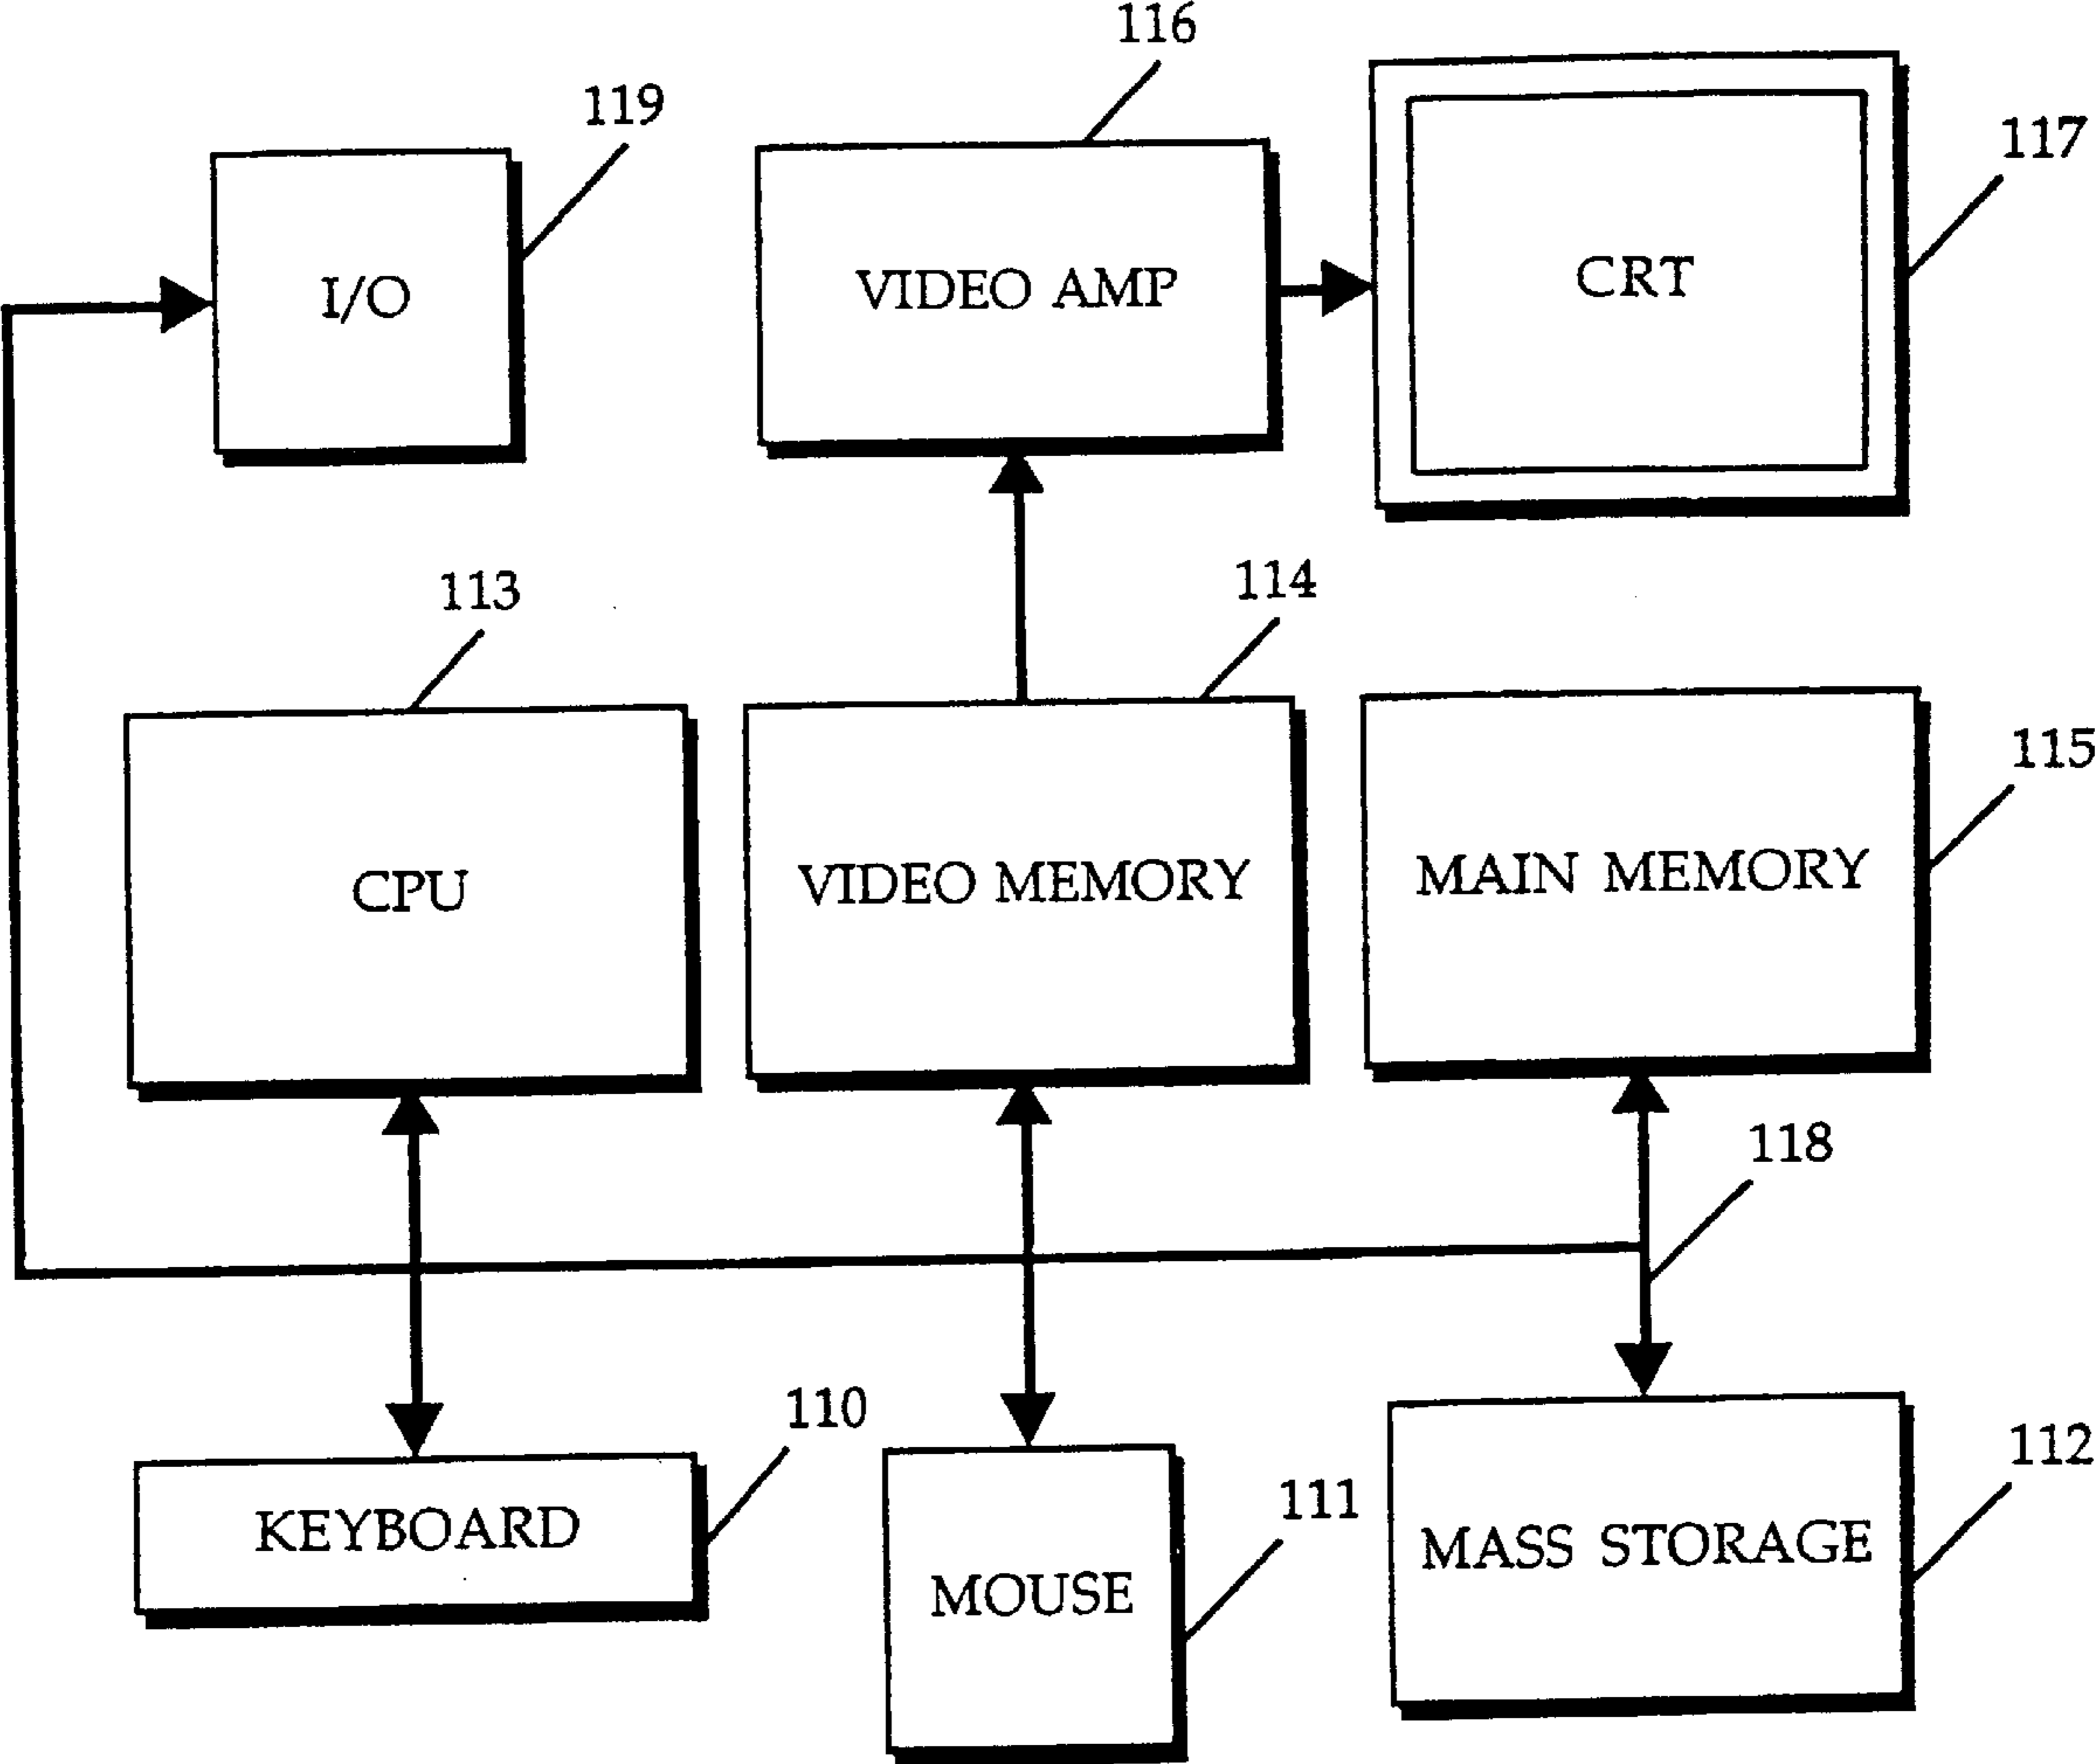 116
119
117
I/O
VIDEO AMP
CRT
113
114
115
CPU
VIDEO MEMORY
MAIN MEMORY
118
110
112
111
KEYBOARD
MOUSE
MASS STORAGE